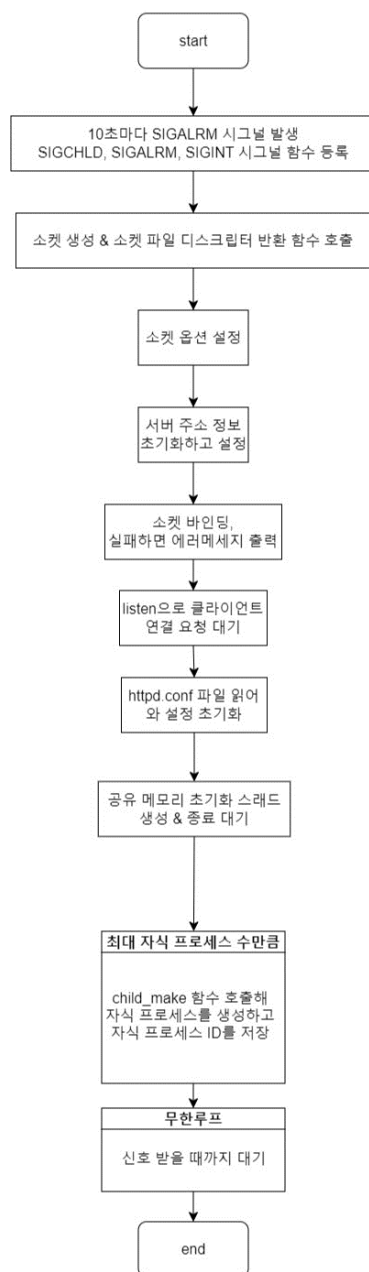 start
10초마다 SIGALRM 시그널 발생
SIGCHLD, SIGALRM, SIGINT 시그널 함수 등록
소켓 생성 & 소켓 파일 디스크립터 반환 함수 호출
소켓 옵션 설정
서버 주소 정보
초기화하고 설정
소켓 바인딩,
실패하면 에러메세지 출력
listen으로 클라이언트
연결 요청 대기
httpd.conf 파일 읽어
와 설정 초기화
공유 메모리 초기화 스래드
생성 & 종료 대기
최대 자식 프로세스 수만큼
child_make 함수 호출해
자식 프로세스를 생성하고
자식 프로세스 ID를 저장
무한루프
신호 받을 때까지 대기
end